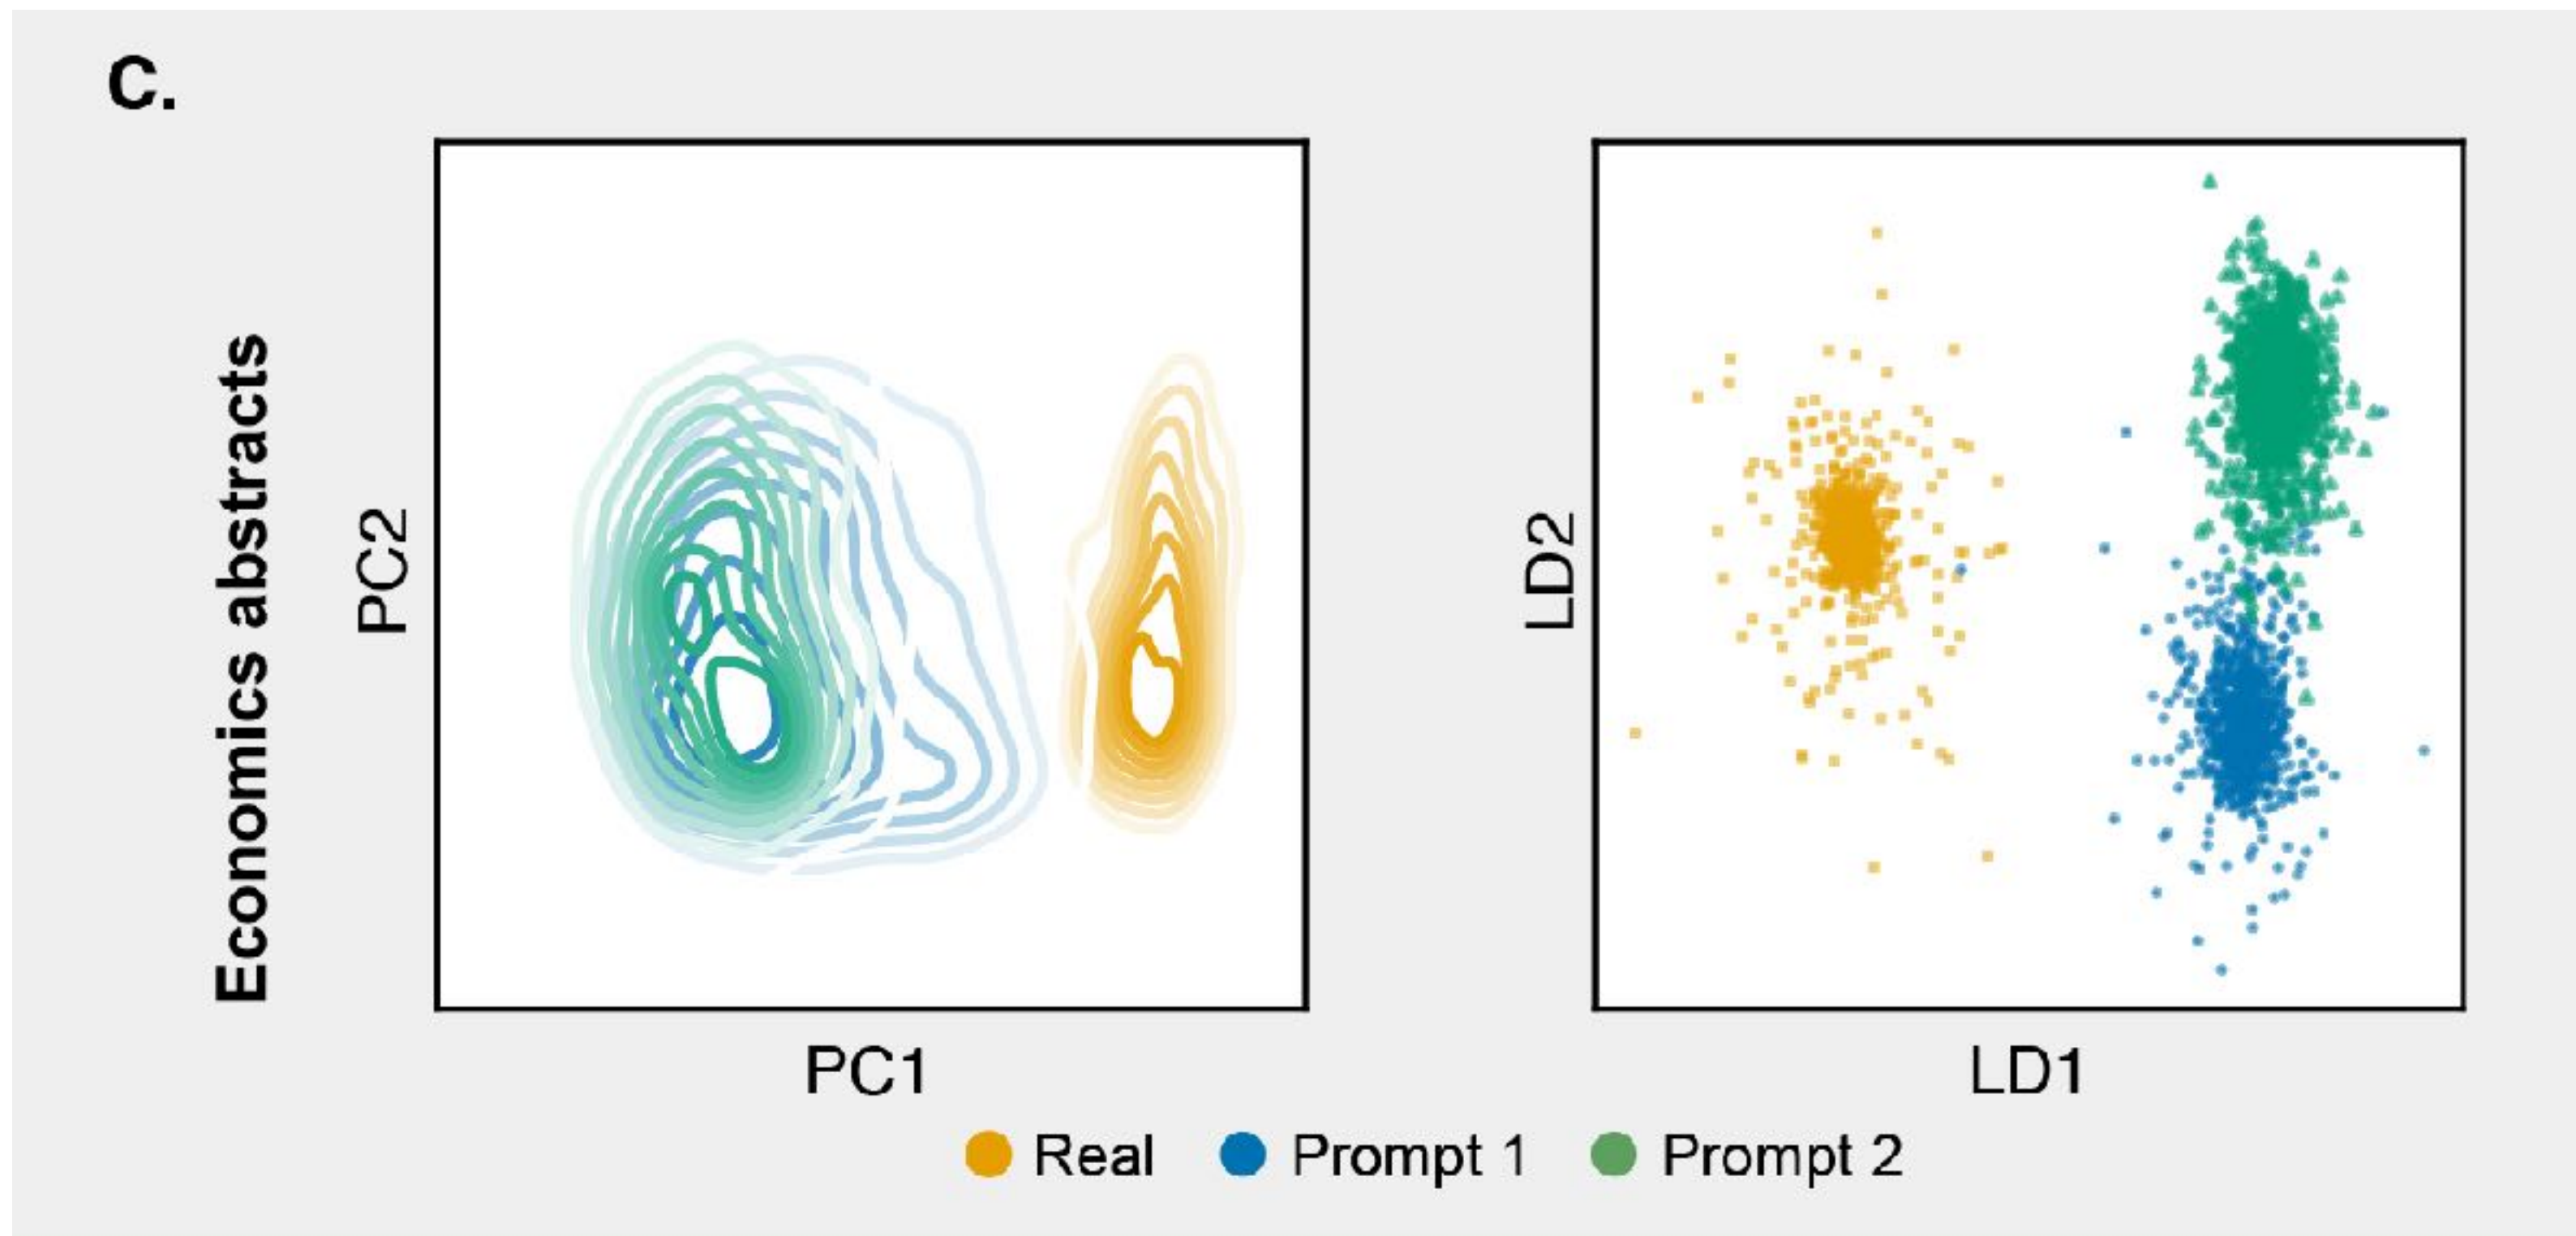 C.
Economics abstracts
PC2
PC1
LD2
LD1
Real
Prompt 1
Prompt 2